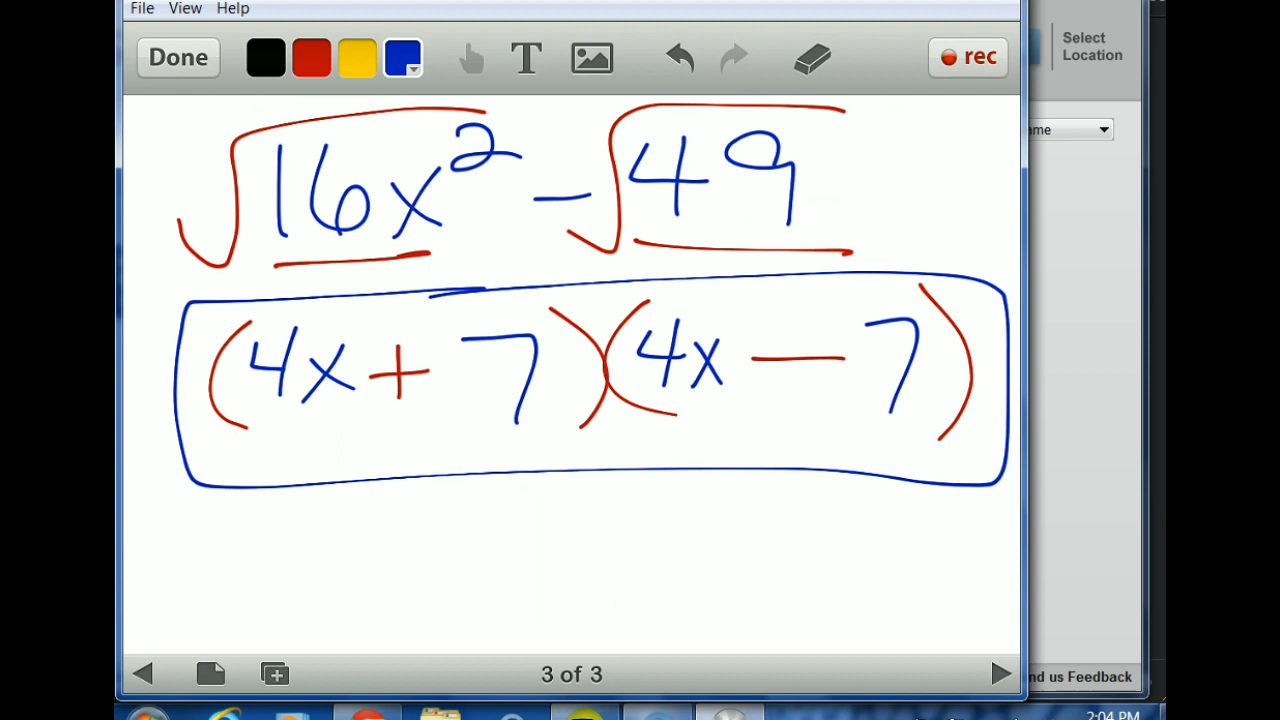 File View Help
Done T rec
Select
Location
ame
√16x² - √49
(4x + 7)(4x - 7)
3 of 3
nd us Feedback
2:04 PM